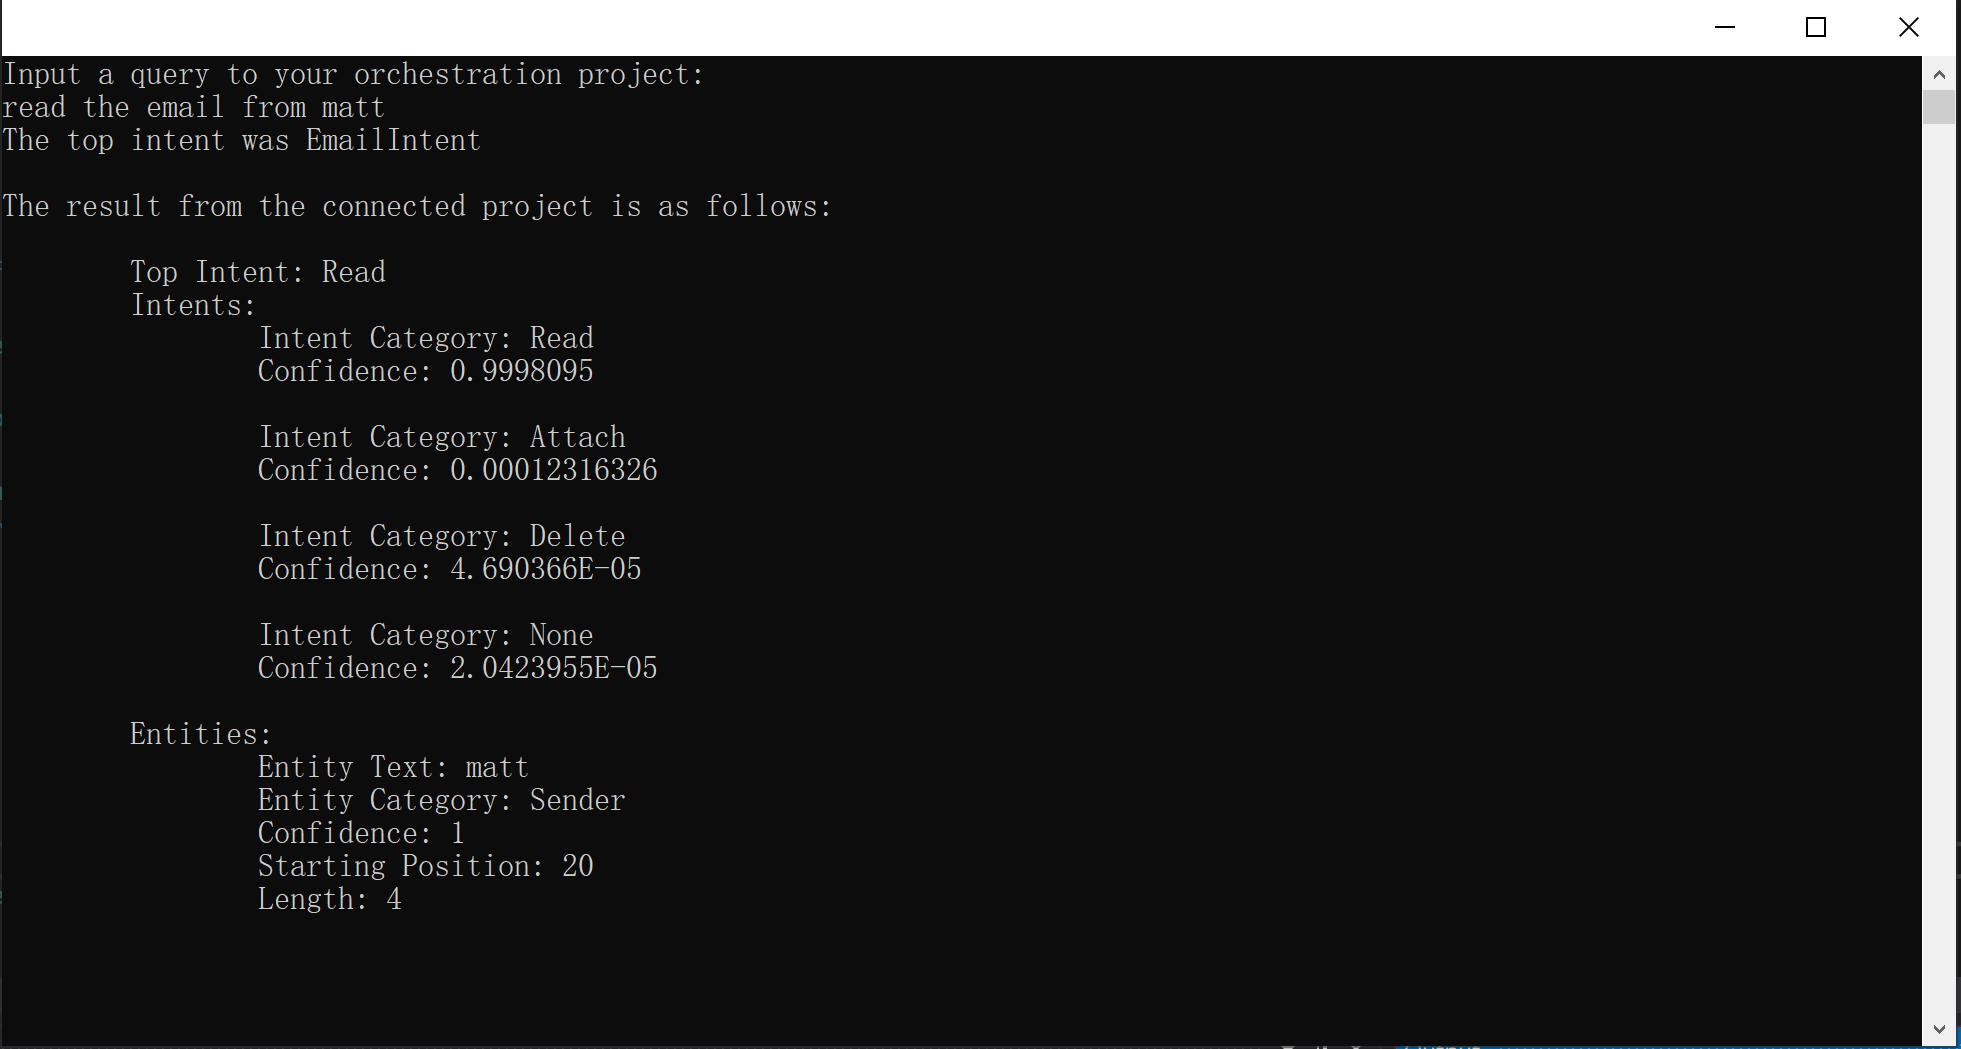 Input a query to your orchestration project:
read the email from matt
The top intent was EmailIntent
The result from the connected project is as follows:
Top Intent: Read
Intents:
Intent Category: Read
Confidence: 0.9998095
Intent Category: Attach
Confidence: 0.00012316326
Intent Category: Delete
Confidence: 4.690366E-05
Intent Category: None
Confidence: 2.0423955E-05
Entities:
Entity Text: matt
Entity Category: Sender
Confidence: 1
Starting Position: 20
Length: 4